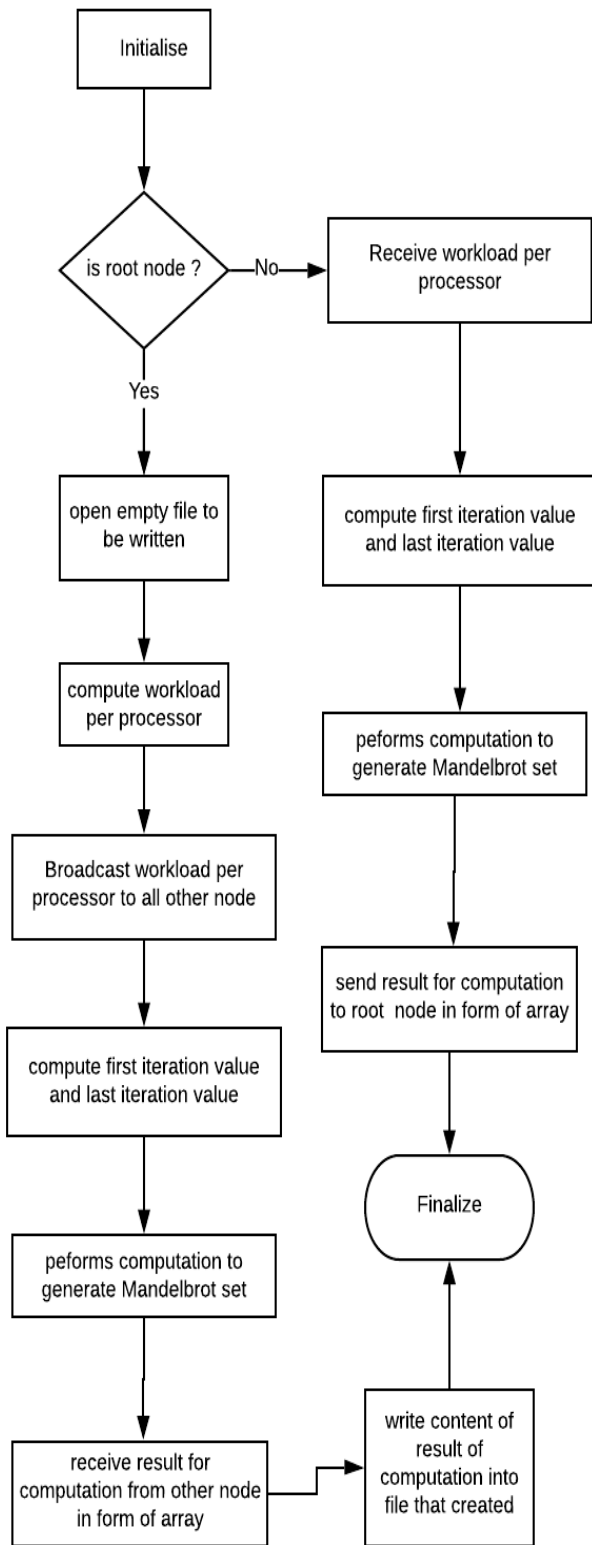 Initialise
is root node ?
No
Receive workload per
processor
Yes
open empty file to
be written
compute first iteration value
and last iteration value
compute workload
per processor
peforms computation to
generate Mandelbrot set
Broadcast workload per
processor to all other node
send result for computation
to root node in form of array
compute first iteration value
and last iteration value
Finalize
peforms computation to
generate Mandelbrot set
receive result for
computation from other node
in form of array
write content of
result of
computation into
file that created